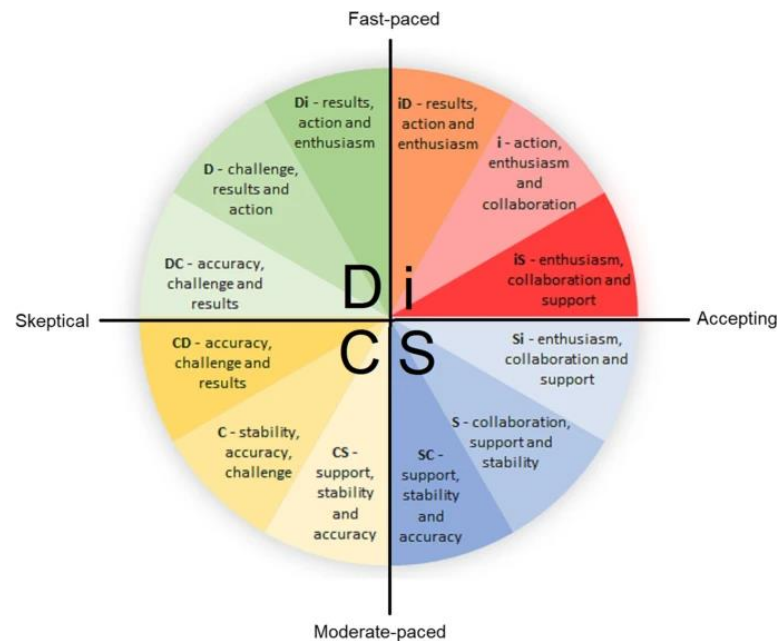 Fast-paced
Di - results,
action and
enthusiasm
iD - results,
action and
enthusiasm
D - challenge,
results and
action
i - action,
enthusiasm
and
collaboration
DC - accuracy,
challenge and
results
iS - enthusiasm,
collaboration and
support
D i
Skeptical
Accepting
C S
CD - accuracy,
challenge and
results
Si - enthusiasm,
collaboration and
support
C - stability,
accuracy,
challenge
CS -
support,
stability
and
accuracy
SC -
support,
stability
and
accuracy
S - collaboration,
support and
stability
Moderate-paced